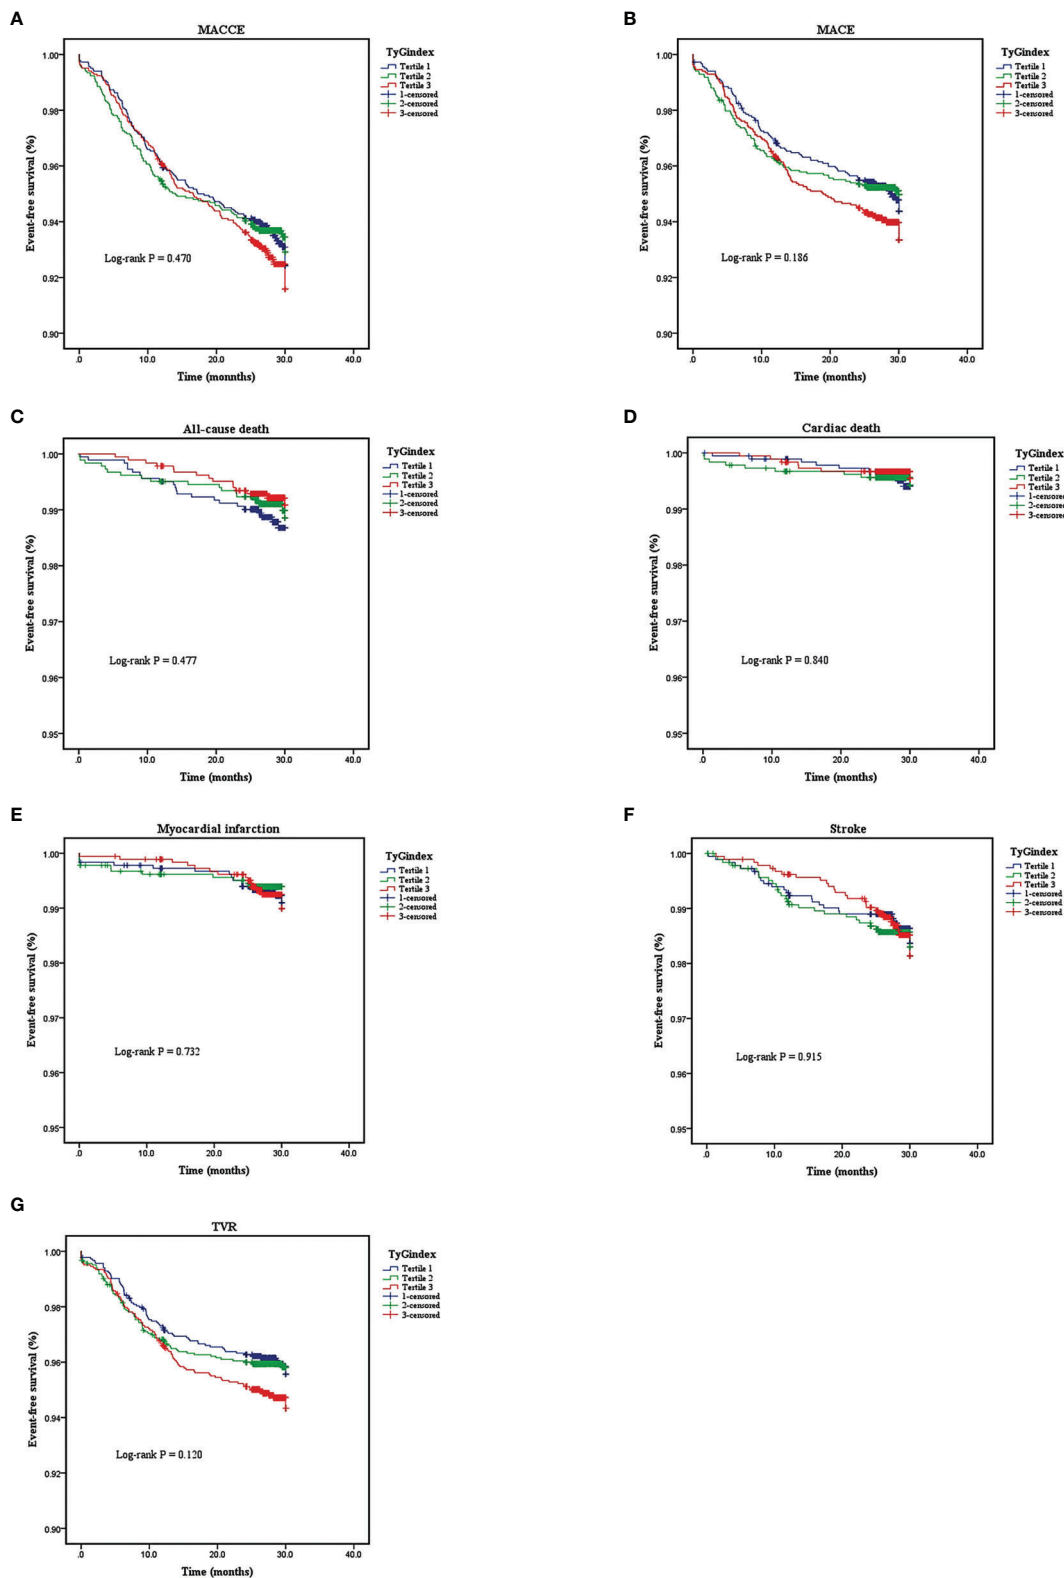 A
MACCE
Event-free survival (%)
1.00
0.98
0.96
0.94
0.92
0.90
Log-rank P = 0.470
.0 10.0 20.0 30.0 40.0
Time (monnths)
TyGindex
Tertile 1
Tertile 2
Tertile 3
1-censored
2-censored
3-censored
B
MACE
Event-free survival (%)
1.00
0.98
0.96
0.94
0.92
0.90
Log-rank P = 0.186
.0 10.0 20.0 30.0 40.0
Time (months)
TyGindex
Tertile 1
Tertile 2
Tertile 3
1-censored
2-censored
3-censored
C
All-cause death
Event-free survival (%)
1.00
0.99
0.98
0.97
0.96
0.95
Log-rank P = 0.477
.0 10.0 20.0 30.0 40.0
Time (months)
TyGindex
Tertile 1
Tertile 2
Tertile 3
1-censored
2-censored
3-censored
D
Cardiac death
Event-free survival (%)
1.00
0.99
0.98
0.97
0.96
0.95
Log-rank P = 0.840
.0 10.0 20.0 30.0 40.0
Time (months)
TyGindex
Tertile 1
Tertile 2
Tertile 3
1-censored
2-censored
3-censored
E
Myocardial infarction
Event-free survival (%)
1.00
0.99
0.98
0.97
0.96
0.95
Log-rank P = 0.732
.0 10.0 20.0 30.0 40.0
Time (months)
TyGindex
Tertile 1
Tertile 2
Tertile 3
1-censored
2-censored
3-censored
F
Stroke
Event-free survival (%)
1.00
0.99
0.98
0.97
0.96
0.95
Log-rank P = 0.915
.0 10.0 20.0 30.0 40.0
Time (months)
TyGindex
Tertile 1
Tertile 2
Tertile 3
1-censored
2-censored
3-censored
G
TVR
Event-free survival (%)
1.00
0.98
0.96
0.94
0.92
0.90
Log-rank P = 0.120
.0 10.0 20.0 30.0 40.0
Time (months)
TyGindex
Tertile 1
Tertile 2
Tertile 3
1-censored
2-censored
3-censored